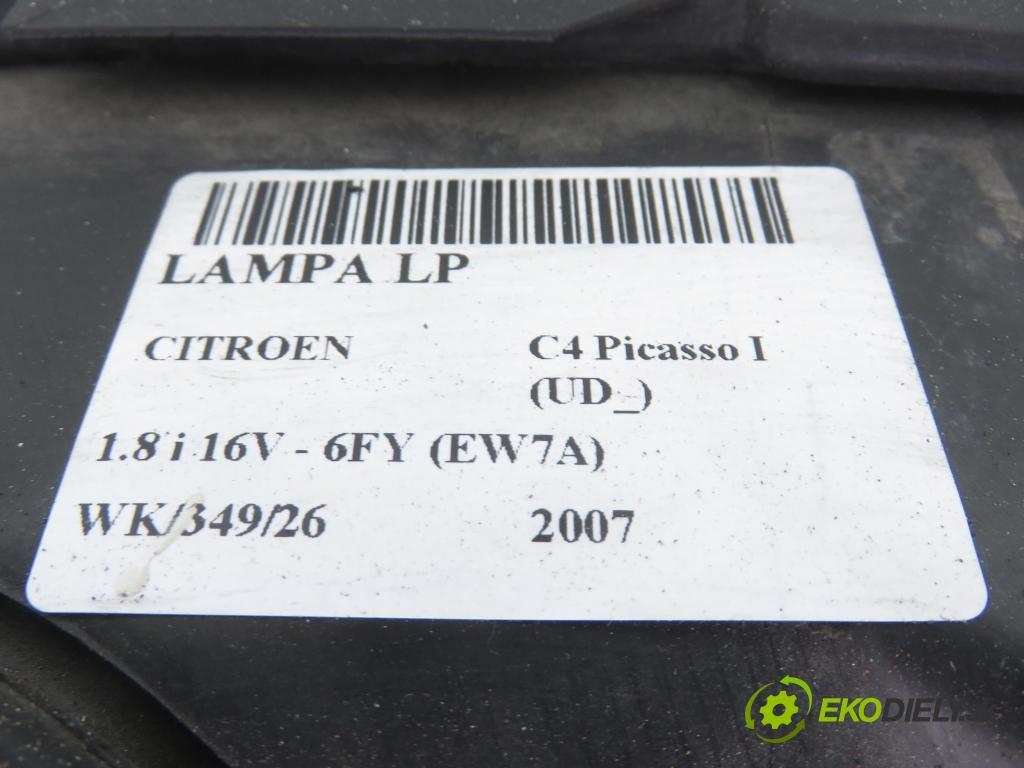 LAMPA LP
CITROEN C4 Picasso I
(UD_)
1.8 i 16V - 6FY (EW7A)
WK/349/26 2007
EKODIELY